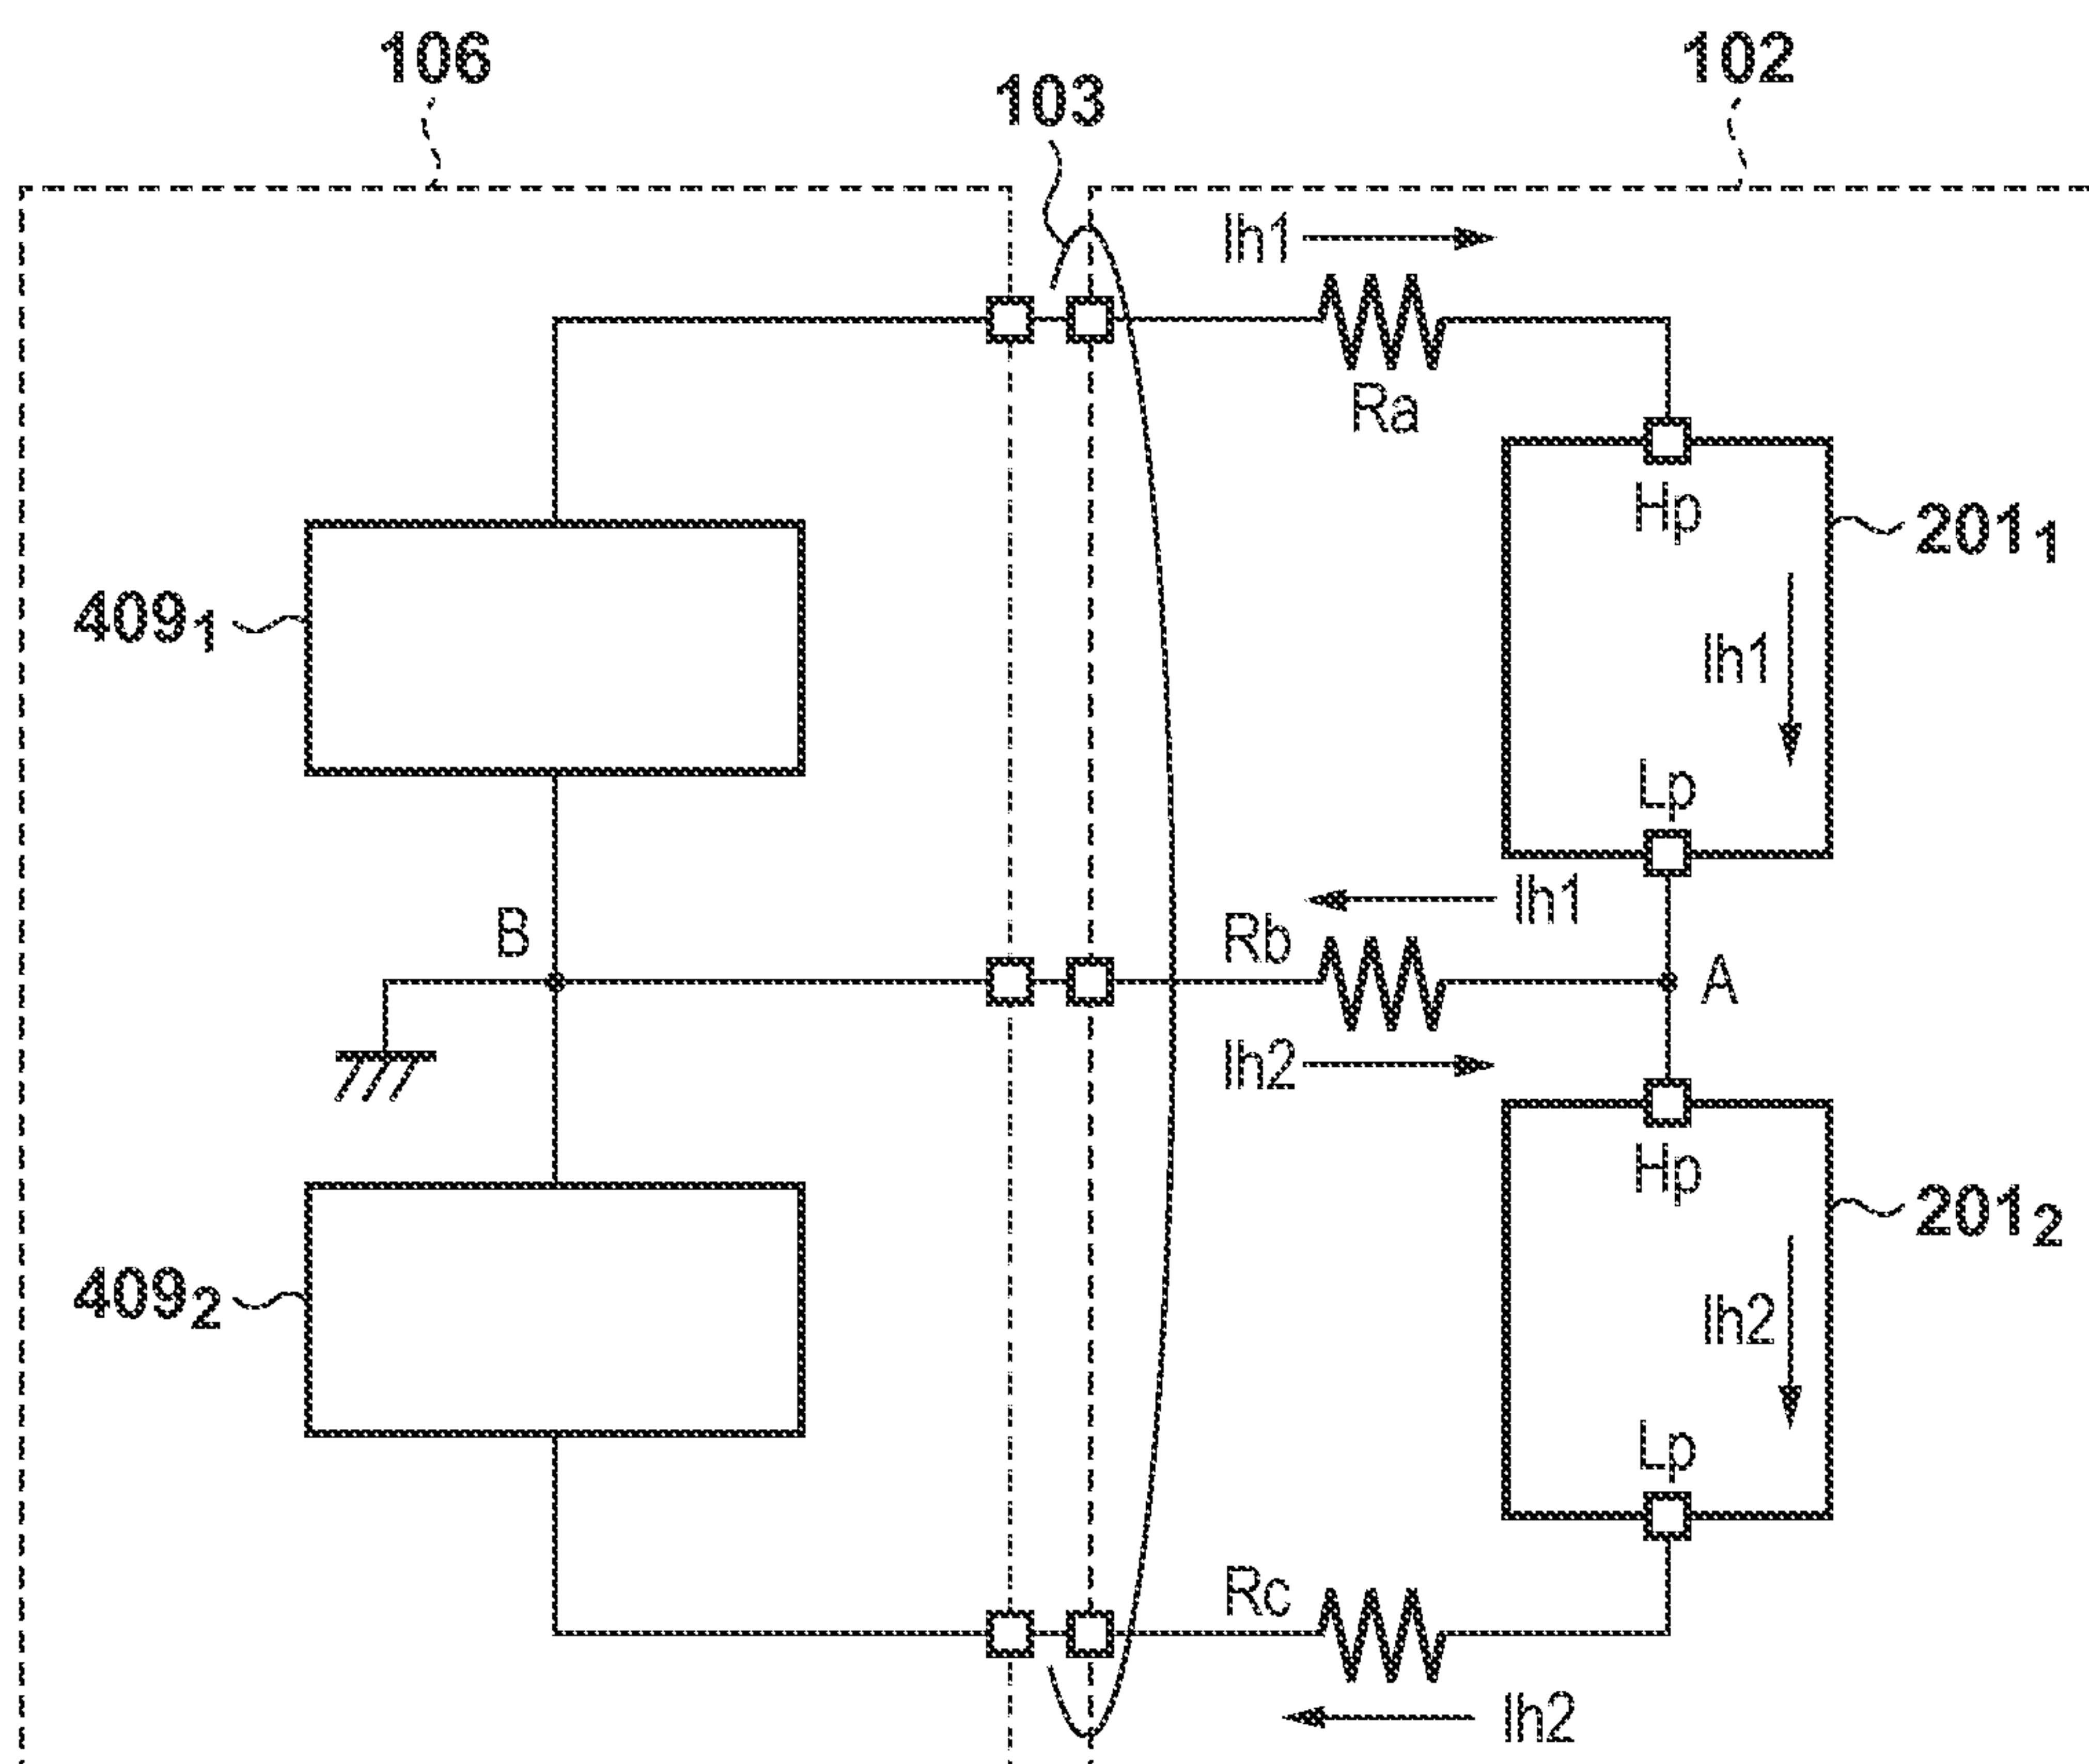 106
103
102
Ih1
Ra
Hp
201₁
409₁
Ih1
Lp
Ih1
B
Rb
A
Ih2
Hp
201₂
409₂
Ih2
Lp
Rc
Ih2